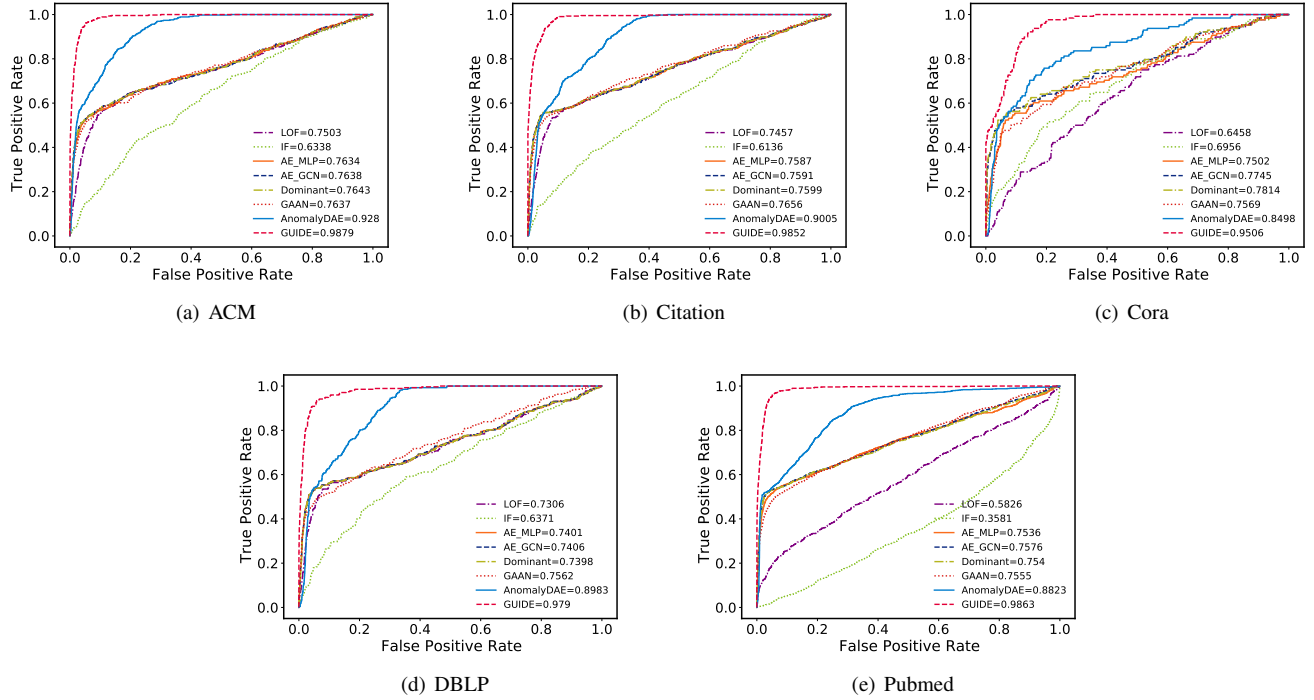 True Positive Rate
1.0
0.8
0.6
0.4
0.2
0.0
LOF=0.7503
IF=0.6338
AE_MLP=0.7634
AE_GCN=0.7638
Dominant=0.7643
GAAN=0.7637
AnomalyDAE=0.928
GUIDE=0.9879
0.0 0.2 0.4 0.6 0.8 1.0
False Positive Rate
(a) ACM
True Positive Rate
1.0
0.8
0.6
0.4
0.2
0.0
LOF=0.7457
IF=0.6136
AE_MLP=0.7587
AE_GCN=0.7591
Dominant=0.7599
GAAN=0.7656
AnomalyDAE=0.9005
GUIDE=0.9852
0.0 0.2 0.4 0.6 0.8 1.0
False Positive Rate
(b) Citation
True Positive Rate
1.0
0.8
0.6
0.4
0.2
0.0
LOF=0.6458
IF=0.6956
AE_MLP=0.7502
AE_GCN=0.7745
Dominant=0.7814
GAAN=0.7569
AnomalyDAE=0.8498
GUIDE=0.9506
0.0 0.2 0.4 0.6 0.8 1.0
False Positive Rate
(c) Cora
True Positive Rate
1.0
0.8
0.6
0.4
0.2
0.0
LOF=0.7306
IF=0.6371
AE_MLP=0.7401
AE_GCN=0.7406
Dominant=0.7398
GAAN=0.7562
AnomalyDAE=0.8983
GUIDE=0.979
0.0 0.2 0.4 0.6 0.8 1.0
False Positive Rate
(d) DBLP
True Positive Rate
1.0
0.8
0.6
0.4
0.2
0.0
LOF=0.5826
IF=0.3581
AE_MLP=0.7536
AE_GCN=0.7576
Dominant=0.754
GAAN=0.7555
AnomalyDAE=0.8823
GUIDE=0.9863
0.0 0.2 0.4 0.6 0.8 1.0
False Positive Rate
(e) Pubmed